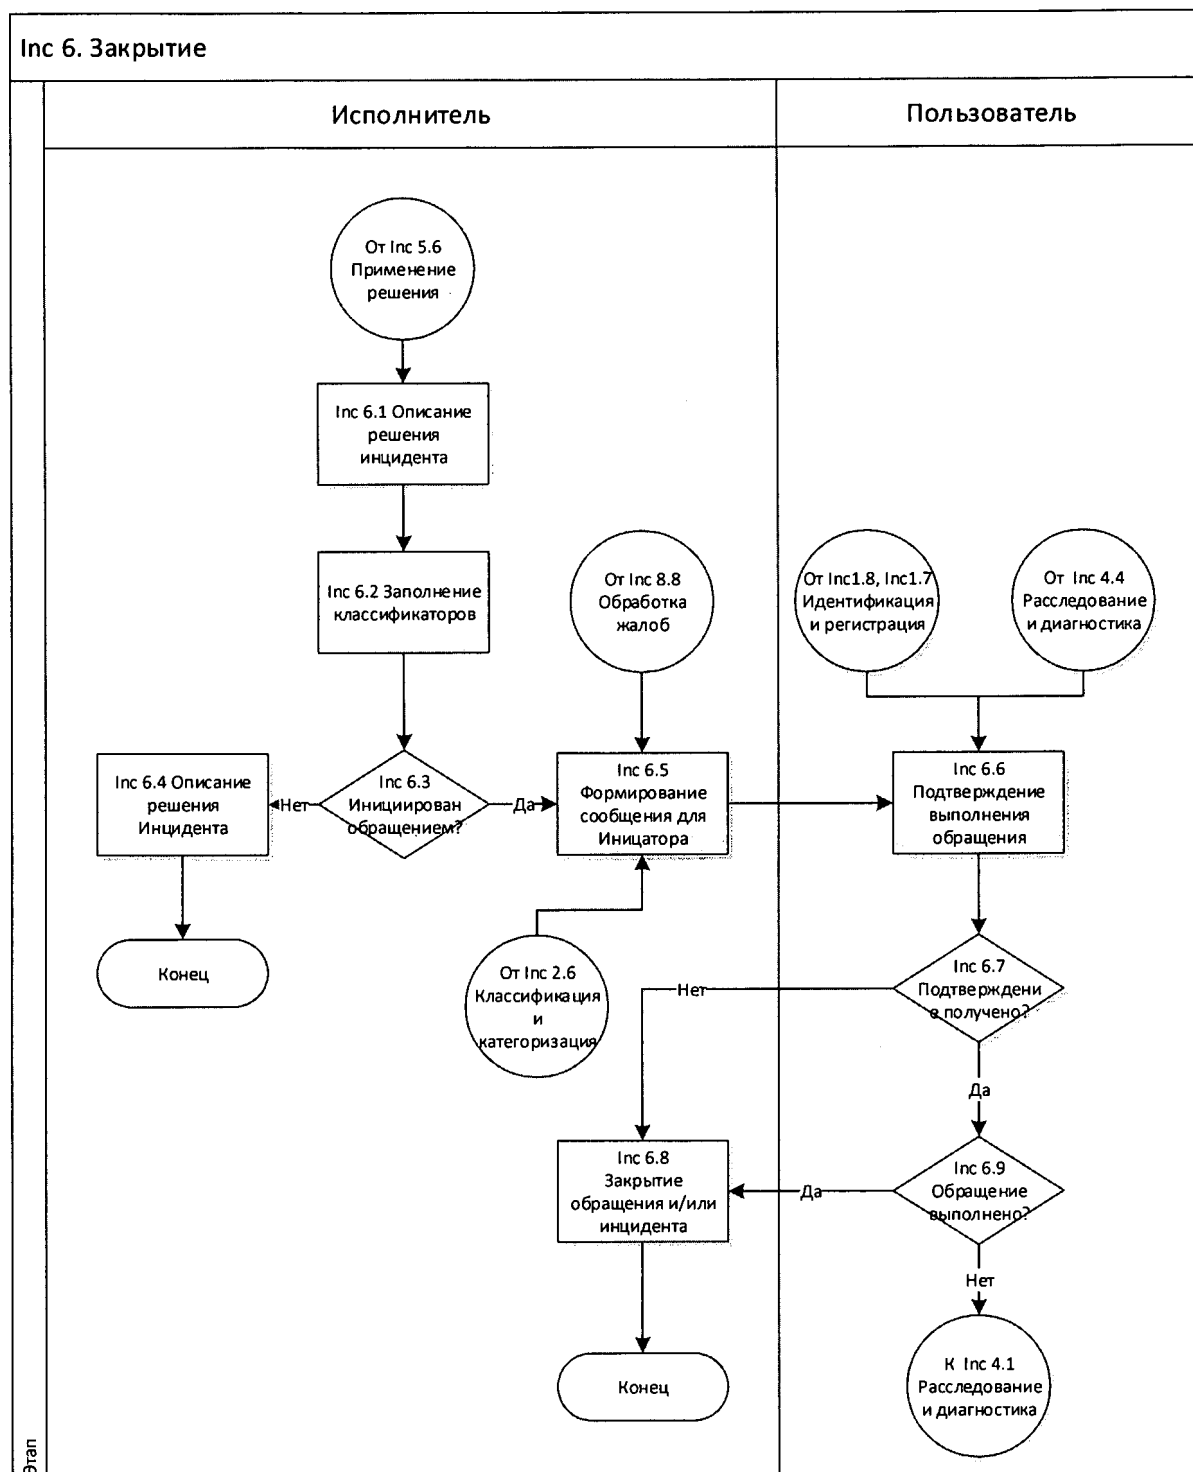 Inc 6. Закрытие
Исполнитель
Пользователь
От Inc 5.6
Применение
решения
Inc 6.1 Описание
решения
инцидента
Inc 6.2 Заполнение
классификаторов
От Inc 8.8
Обработка
жалоб
От Inc1.8, Inc1.7
Идентификация
и регистрация
От Inc 4.4
Расследование
и диагностика
Inc 6.4 Описание
решения
Инцидента
Нет
Inc 6.3
Инициирован
обращением?
Да
Inc 6.5
Формирование
сообщения для
Иницатора
Inc 6.6
Подтверждение
выполнения
обращения
Конец
От Inc 2.6
Классификация
и
категоризация
Нет
Inc 6.7
Подтверждени
е получено?
Да
Inc 6.8
Закрытие
обращения и/или
инцидента
Да
Inc 6.9
Обращение
выполнено?
Нет
Конец
К Inc 4.1
Расследование
и диагностика
Этап